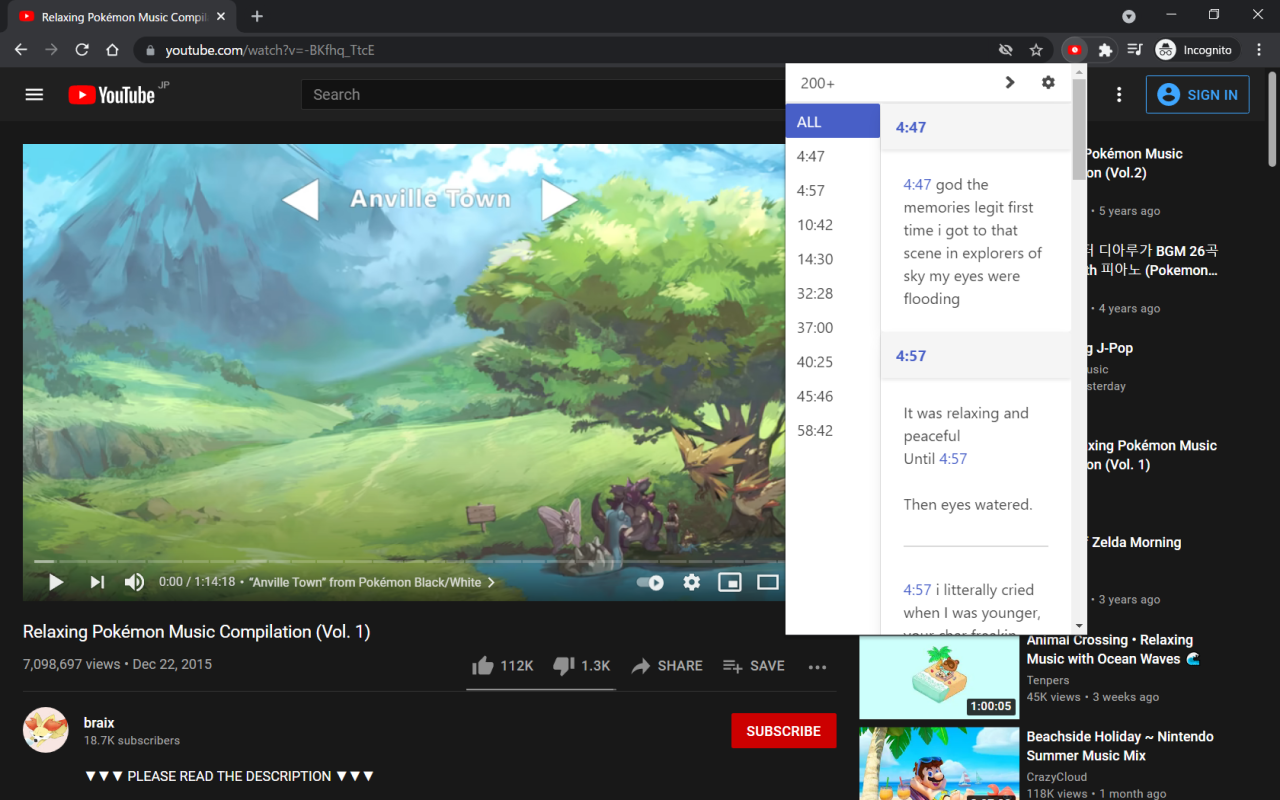 Relaxing Pokémon Music Compil
youtube.com/watch?v=-BKfhq_TtcE
Incognito
YouTube JP
Search
SIGN IN
200+
ALL
4:47
4:57
10:42
14:30
32:28
37:00
40:25
45:46
58:42
4:47
4:47 god the
memories legit first
time i got to that
scene in explorers of
sky my eyes were
flooding
4:57
It was relaxing and
peaceful
Until 4:57
Then eyes watered.
4:57 i litterally cried
when I was younger,
your char freakin
Anville Town
0:00 / 1:14:18 • “Anville Town” from Pokémon Black/White
Relaxing Pokémon Music Compilation (Vol. 1)
7,098,697 views • Dec 22, 2015
112K
1.3K
SHARE
SAVE
braix
18.7K subscribers
SUBSCRIBE
▼▼▼ PLEASE READ THE DESCRIPTION ▼▼▼
Pokémon Music
on (Vol.2)
• 5 years ago
디아루가 BGM 26곡
th 피아노 (Pokemon...
• 4 years ago
g J-Pop
usic
sterday
xing Pokémon Music
on (Vol. 1)
Zelda Morning
• 3 years ago
Animal Crossing • Relaxing
Music with Ocean Waves 🌊
Tenpers
45K views • 3 weeks ago
1:00:05
Beachside Holiday ~ Nintendo
Summer Music Mix
CrazyCloud
118K views • 1 month ago